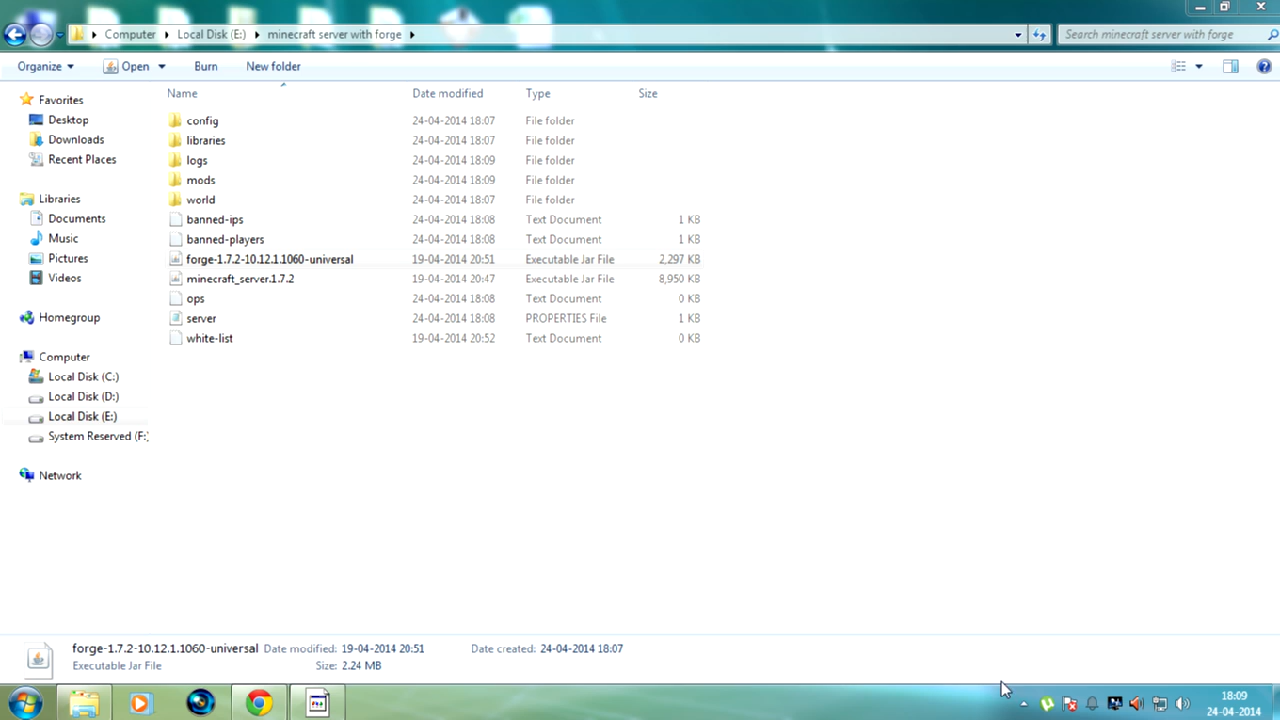 Computer Local Disk (E:) minecraft server with forge Search minecraft server with forge
Organize Open Burn New folder
Name Date modified Type Size
Favorites
Desktop
Downloads
Recent Places
Libraries
Documents
Music
Pictures
Videos
Homegroup
Computer
Local Disk (C:)
Local Disk (D:)
Local Disk (E:)
System Reserved (F:)
Network
config 24-04-2014 18:07 File folder
libraries 24-04-2014 18:07 File folder
logs 24-04-2014 18:09 File folder
mods 24-04-2014 18:09 File folder
world 24-04-2014 18:07 File folder
banned-ips 24-04-2014 18:08 Text Document 1 KB
banned-players 24-04-2014 18:08 Text Document 1 KB
forge-1.7.2-10.12.1.1060-universal 19-04-2014 20:51 Executable Jar File 2,297 KB
minecraft_server.1.7.2 19-04-2014 20:47 Executable Jar File 8,950 KB
ops 24-04-2014 18:08 Text Document 0 KB
server 24-04-2014 18:08 PROPERTIES File 1 KB
white-list 19-04-2014 20:52 Text Document 0 KB
forge-1.7.2-10.12.1.1060-universal Date modified: 19-04-2014 20:51 Date created: 24-04-2014 18:07
Executable Jar File Size: 2.24 MB
18:09
24-04-2014